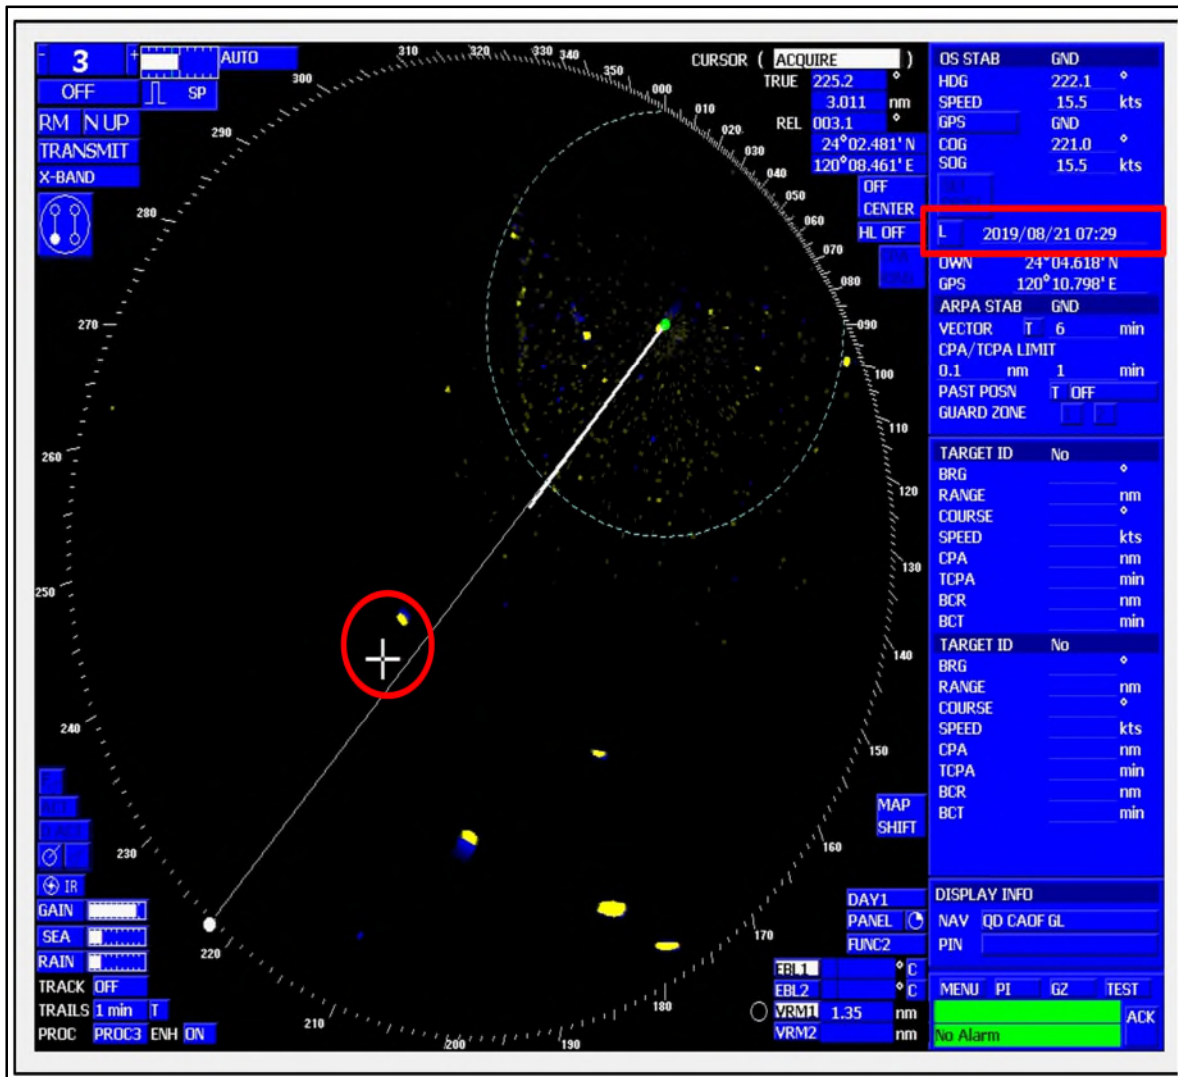 - 3 +
AUTO
OFF
SP
RM N UP
TRANSMIT
X-BAND
CURSOR ( ACQUIRE )
TRUE 225.2 °
3.011 nm
REL 003.1 °
24°02.481' N
120°08.461' E
OFF
CENTER
HL OFF
310
320
330
340
350
000
010
020
030
040
050
060
070
080
090
100
110
120
130
140
150
160
170
180
190
200
210
220
230
240
250
260
270
280
290
300
OS STAB GND
HDG 222.1 °
SPEED 15.5 kts
GPS GND
COG 221.0 °
SOG 15.5 kts
L 2019/08/21 07:29
OWN 24°04.618' N
GPS 120°10.798' E
ARPA STAB GND
VECTOR T 6 min
CPA/TCPA LIMIT
0.1 nm 1 min
PAST POSN T OFF
GUARD ZONE
TARGET ID No
BRG °
RANGE nm
COURSE °
SPEED kts
CPA nm
TCPA min
BCR nm
BCT min
TARGET ID No
BRG °
RANGE nm
COURSE °
SPEED kts
CPA nm
TCPA min
BCR nm
BCT min
MAP
SHIFT
IR
GAIN
SEA
RAIN
TRACK OFF
TRAILS 1 min T
PROC PROC3 ENH ON
DAY1
PANEL
FUNC2
EBL1 ° C
EBL2 ° C
VRM1 1.35 nm
VRM2 nm
DISPLAY INFO
NAV QD CAOF GL
PIN
MENU PI GZ TEST
ACK
No Alarm